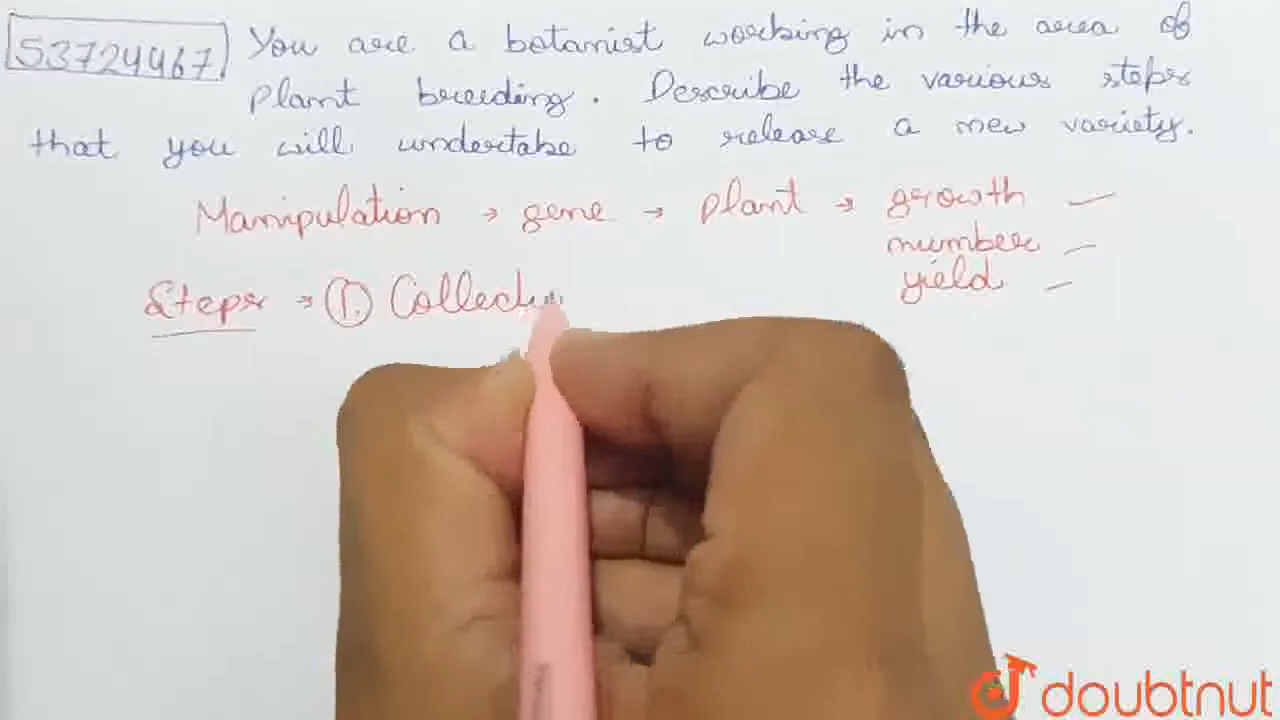 53724467 You are a botanist working in the area of
plant breeding. Describe the various steps
that you will undertake to release a new variety.
Manipulation → gene → plant → growth
number
yield
Steps → 1. Collecti
doubtnut